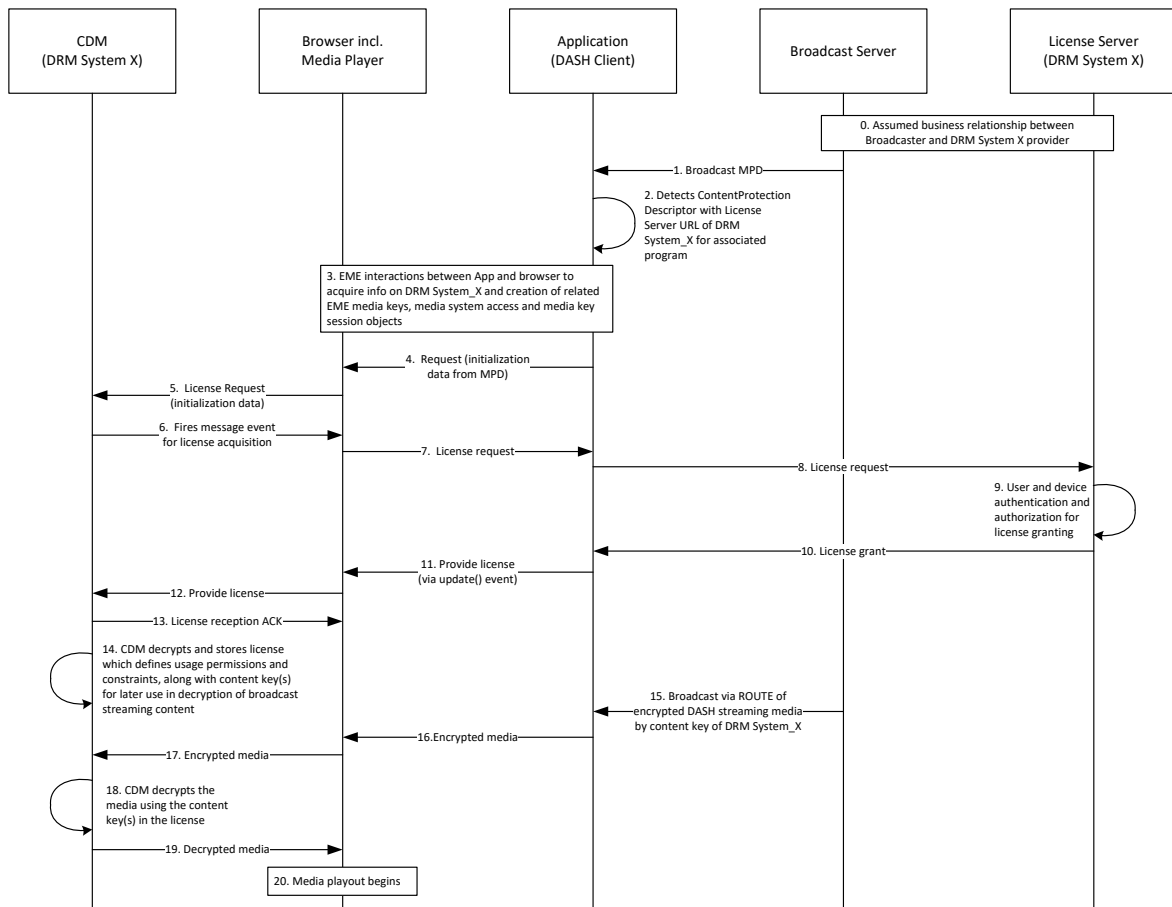 CDM
(DRM System X)
Browser incl.
Media Player
Application
(DASH Client)
Broadcast Server
License Server
(DRM System X)
0. Assumed business relationship between
Broadcaster and DRM System X provider
1. Broadcast MPD
2. Detects ContentProtection
Descriptor with License
Server URL of DRM
System_X for associated
program
3. EME interactions between App and browser to
acquire info on DRM System_X and creation of related
EME media keys, media system access and media key
session objects
4. Request (initialization
data from MPD)
5. License Request
(initialization data)
6. Fires message event
for license acquisition
7. License request
8. License request
9. User and device
authentication and
authorization for
license granting
10. License grant
11. Provide license
(via update() event)
12. Provide license
13. License reception ACK
14. CDM decrypts and stores license
which defines usage permissions and
constraints, along with content key(s)
for later use in decryption of broadcast
streaming content
15. Broadcast via ROUTE of
encrypted DASH streaming media
by content key of DRM System_X
16.Encrypted media
17. Encrypted media
18. CDM decrypts the
media using the content
key(s) in the license
19. Decrypted media
20. Media playout begins